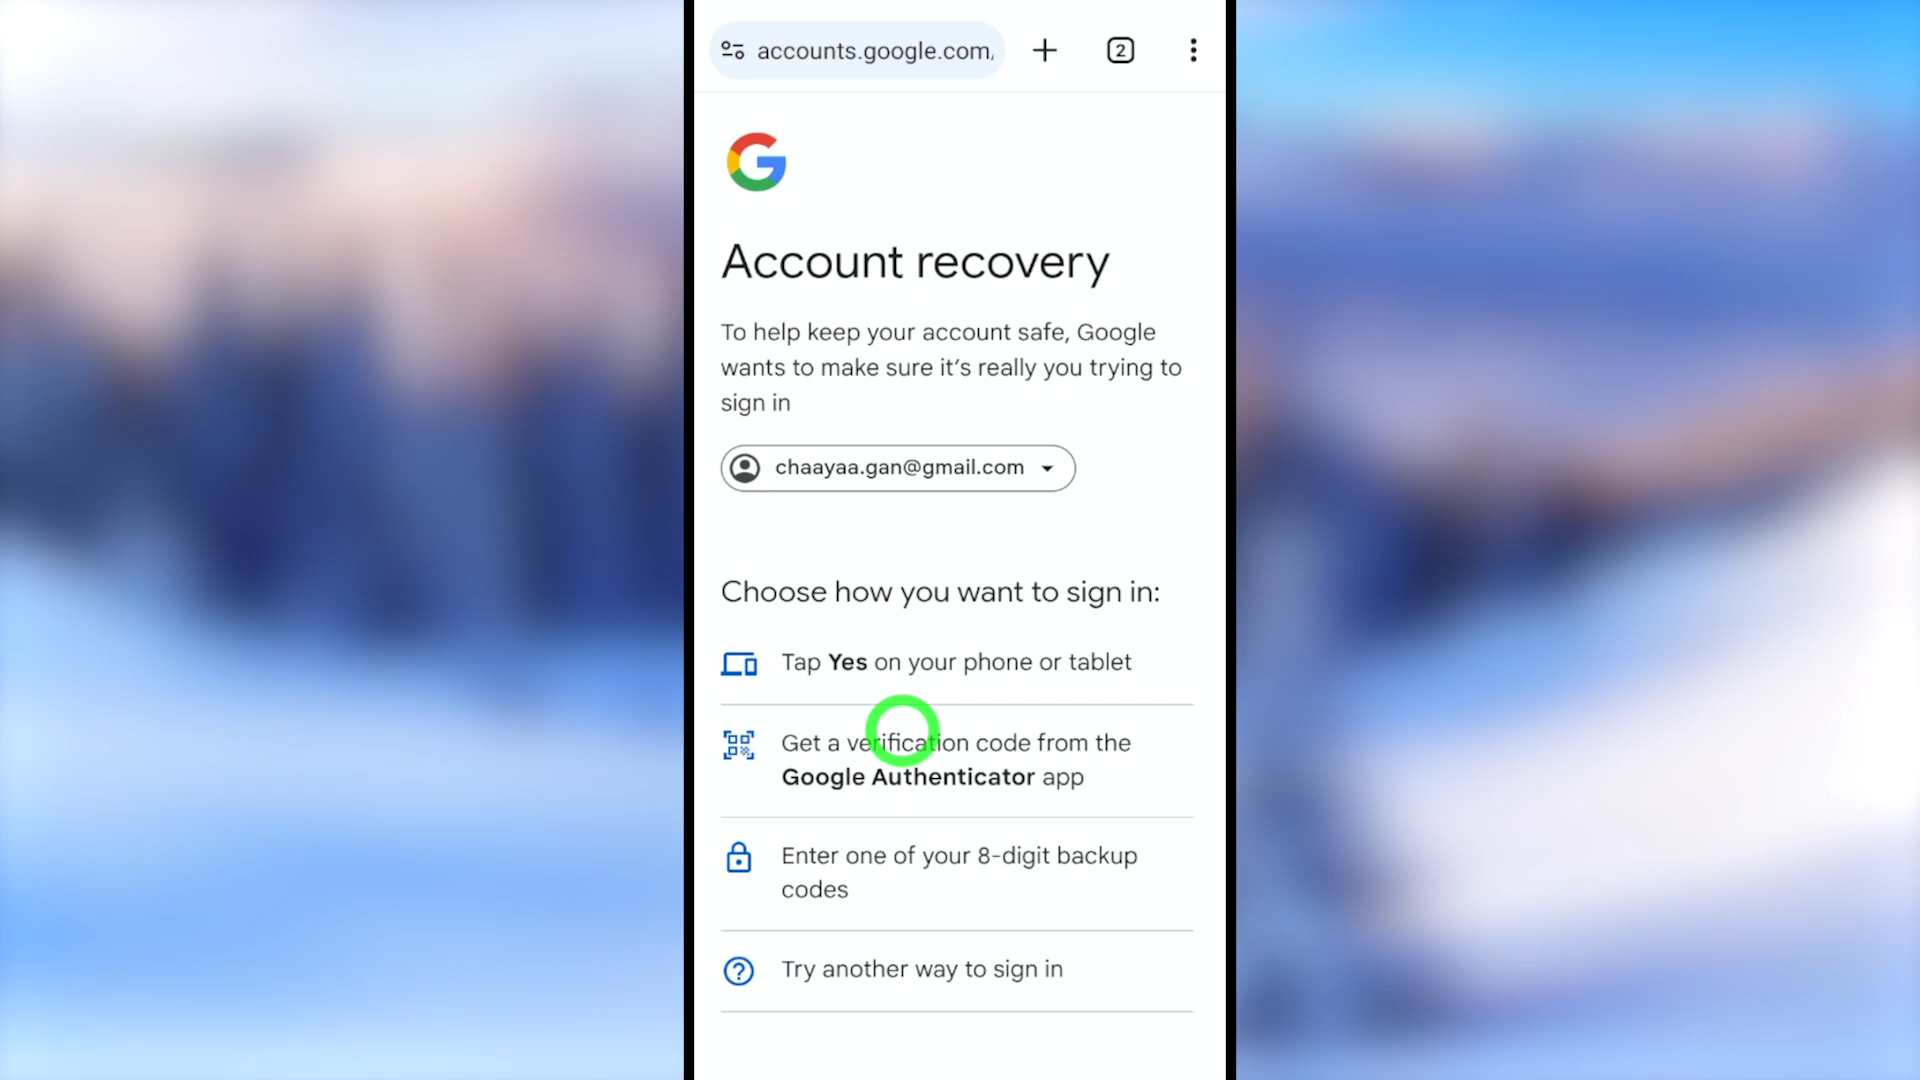 accounts.google.com
2
Account recovery
To help keep your account safe, Google
wants to make sure it’s really you trying to
sign in
chaayaa.gan@gmail.com
Choose how you want to sign in:
Tap Yes on your phone or tablet
Get a verification code from the
Google Authenticator app
Enter one of your 8-digit backup
codes
Try another way to sign in